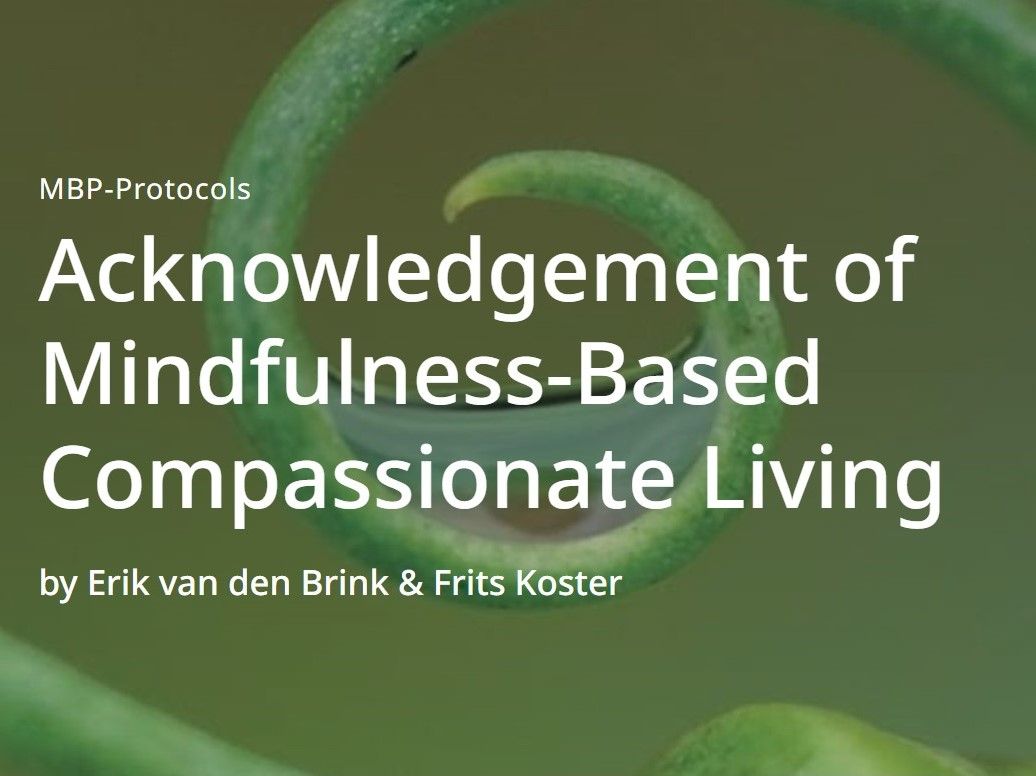 MBP-Protocols
Acknowledgement of
Mindfulness-Based
Compassionate Living
by Erik van den Brink & Frits Koster